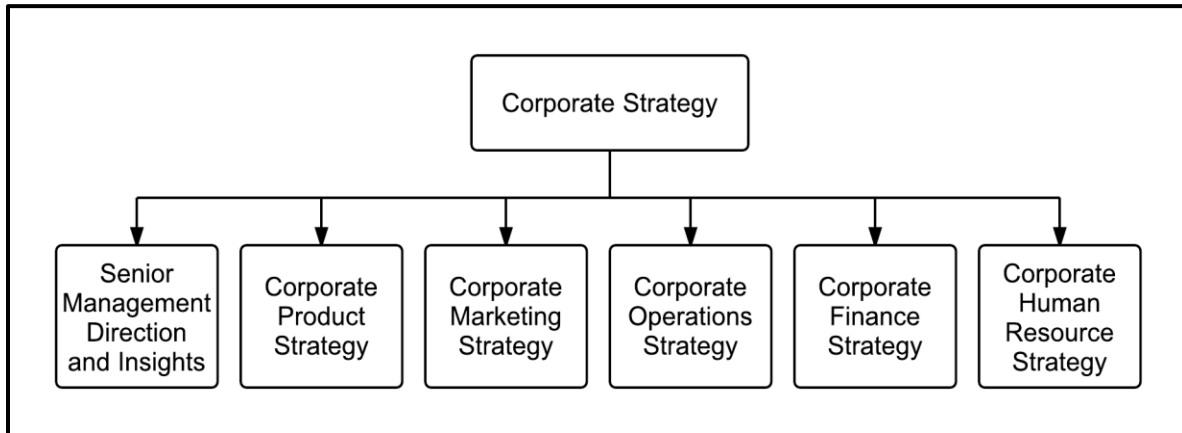 Corporate Strategy
Senior
Management
Direction
and Insights
Corporate
Product
Strategy
Corporate
Marketing
Strategy
Corporate
Operations
Strategy
Corporate
Finance
Strategy
Corporate
Human
Resource
Strategy